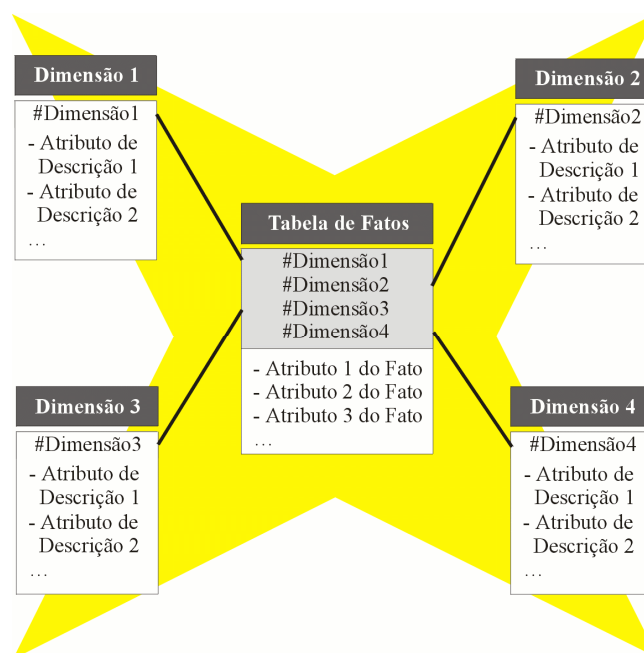 Dimensão 1
#Dimensão1
- Atributo de
Descrição 1
- Atributo de
Descrição 2
...
Dimensão 2
#Dimensão2
- Atributo de
Descrição 1
- Atributo de
Descrição 2
...
Tabela de Fatos
#Dimensão1
#Dimensão2
#Dimensão3
#Dimensão4
- Atributo 1 do Fato
- Atributo 2 do Fato
- Atributo 3 do Fato
...
Dimensão 3
#Dimensão3
- Atributo de
Descrição 1
- Atributo de
Descrição 2
...
Dimensão 4
#Dimensão4
- Atributo de
Descrição 1
- Atributo de
Descrição 2
...